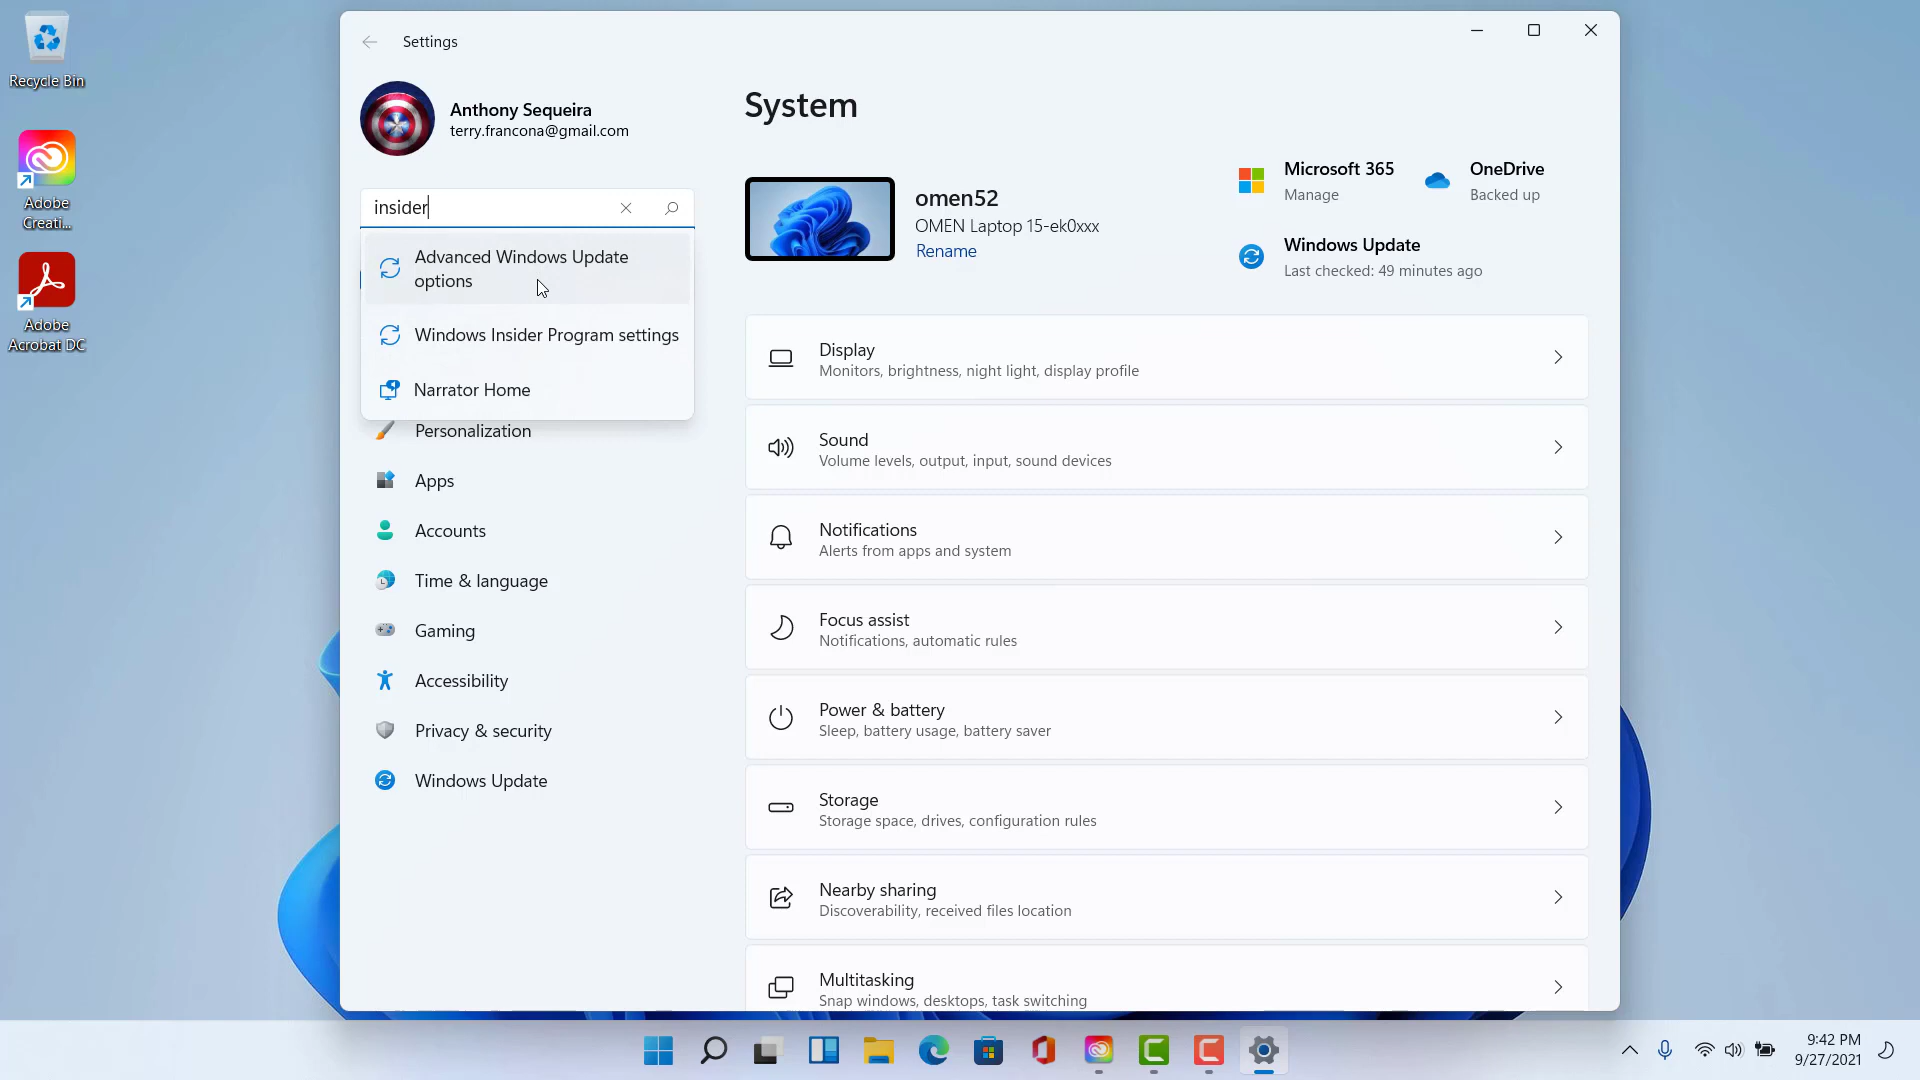 Recycle Bin
Adobe
Creati...
Adobe
Acrobat DC
Settings
Anthony Sequeira
terry.francona@gmail.com
insider
Advanced Windows Update
options
Windows Insider Program settings
Narrator Home
Personalization
Apps
Accounts
Time & language
Gaming
Accessibility
Privacy & security
Windows Update
System
omen52
OMEN Laptop 15-ek0xxx
Rename
Microsoft 365
Manage
OneDrive
Backed up
Windows Update
Last checked: 49 minutes ago
Display
Monitors, brightness, night light, display profile
Sound
Volume levels, output, input, sound devices
Notifications
Alerts from apps and system
Focus assist
Notifications, automatic rules
Power & battery
Sleep, battery usage, battery saver
Storage
Storage space, drives, configuration rules
Nearby sharing
Discoverability, received files location
Multitasking
Snap windows, desktops, task switching
9:42 PM
9/27/2021